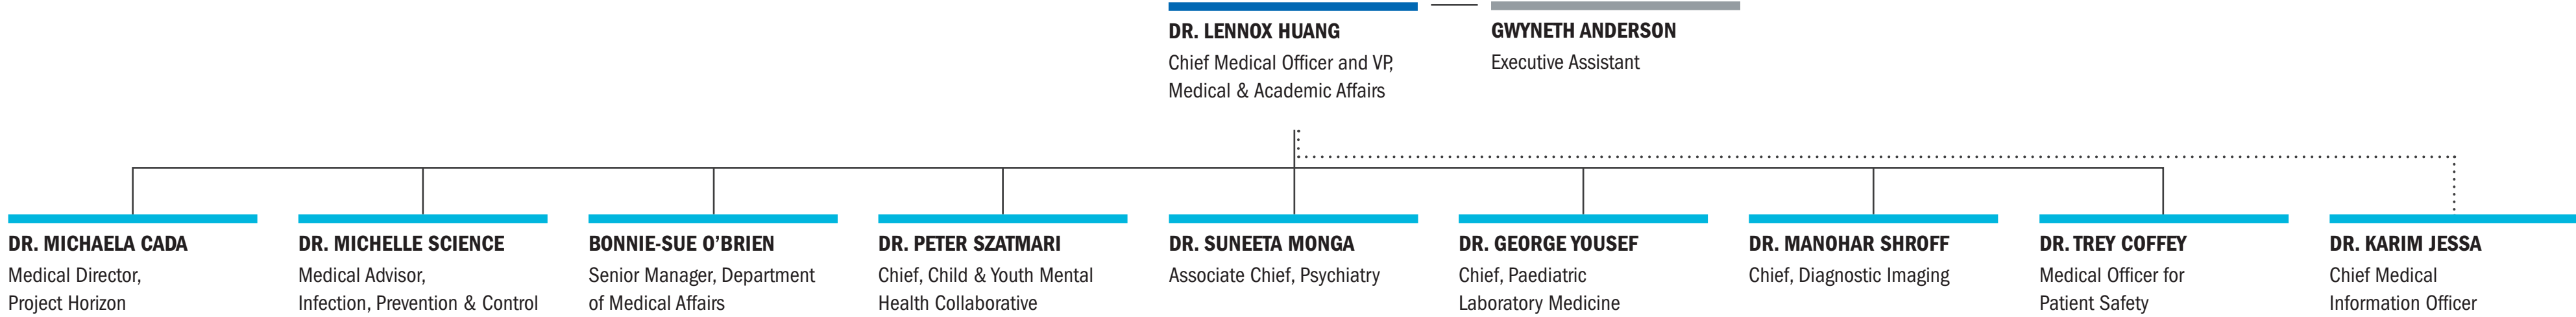 DR. LENNOX HUANG
Chief Medical Officer and VP,
Medical & Academic Affairs
GWYNETH ANDERSON
Executive Assistant
DR. MICHAELA CADA
Medical Director,
Project Horizon
DR. MICHELLE SCIENCE
Medical Advisor,
Infection, Prevention & Control
BONNIE-SUE O’BRIEN
Senior Manager, Department
of Medical Affairs
DR. PETER SZATMARI
Chief, Child & Youth Mental
Health Collaborative
DR. SUNEETA MONGA
Associate Chief, Psychiatry
DR. GEORGE YOUSEF
Chief, Paediatric
Laboratory Medicine
DR. MANOHAR SHROFF
Chief, Diagnostic Imaging
DR. TREY COFFEY
Medical Officer for
Patient Safety
DR. KARIM JESSA
Chief Medical
Information Officer